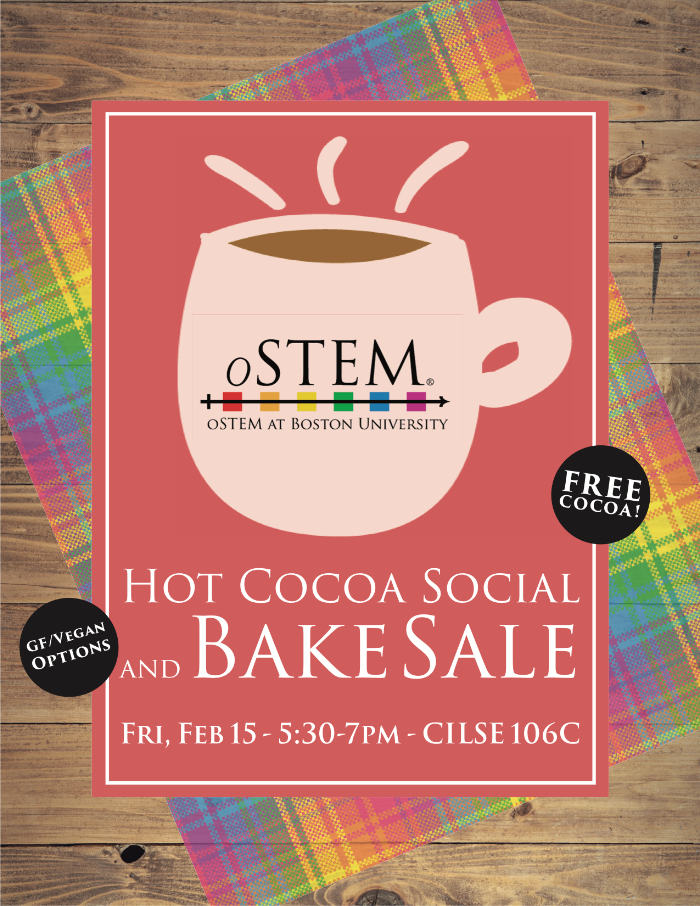 oSTEM®
oSTEM at Boston University
FREE
COCOA!
Hot Cocoa Social
and Bake Sale
GF/Vegan
Options
Fri, Feb 15 - 5:30-7pm - CILSE 106C